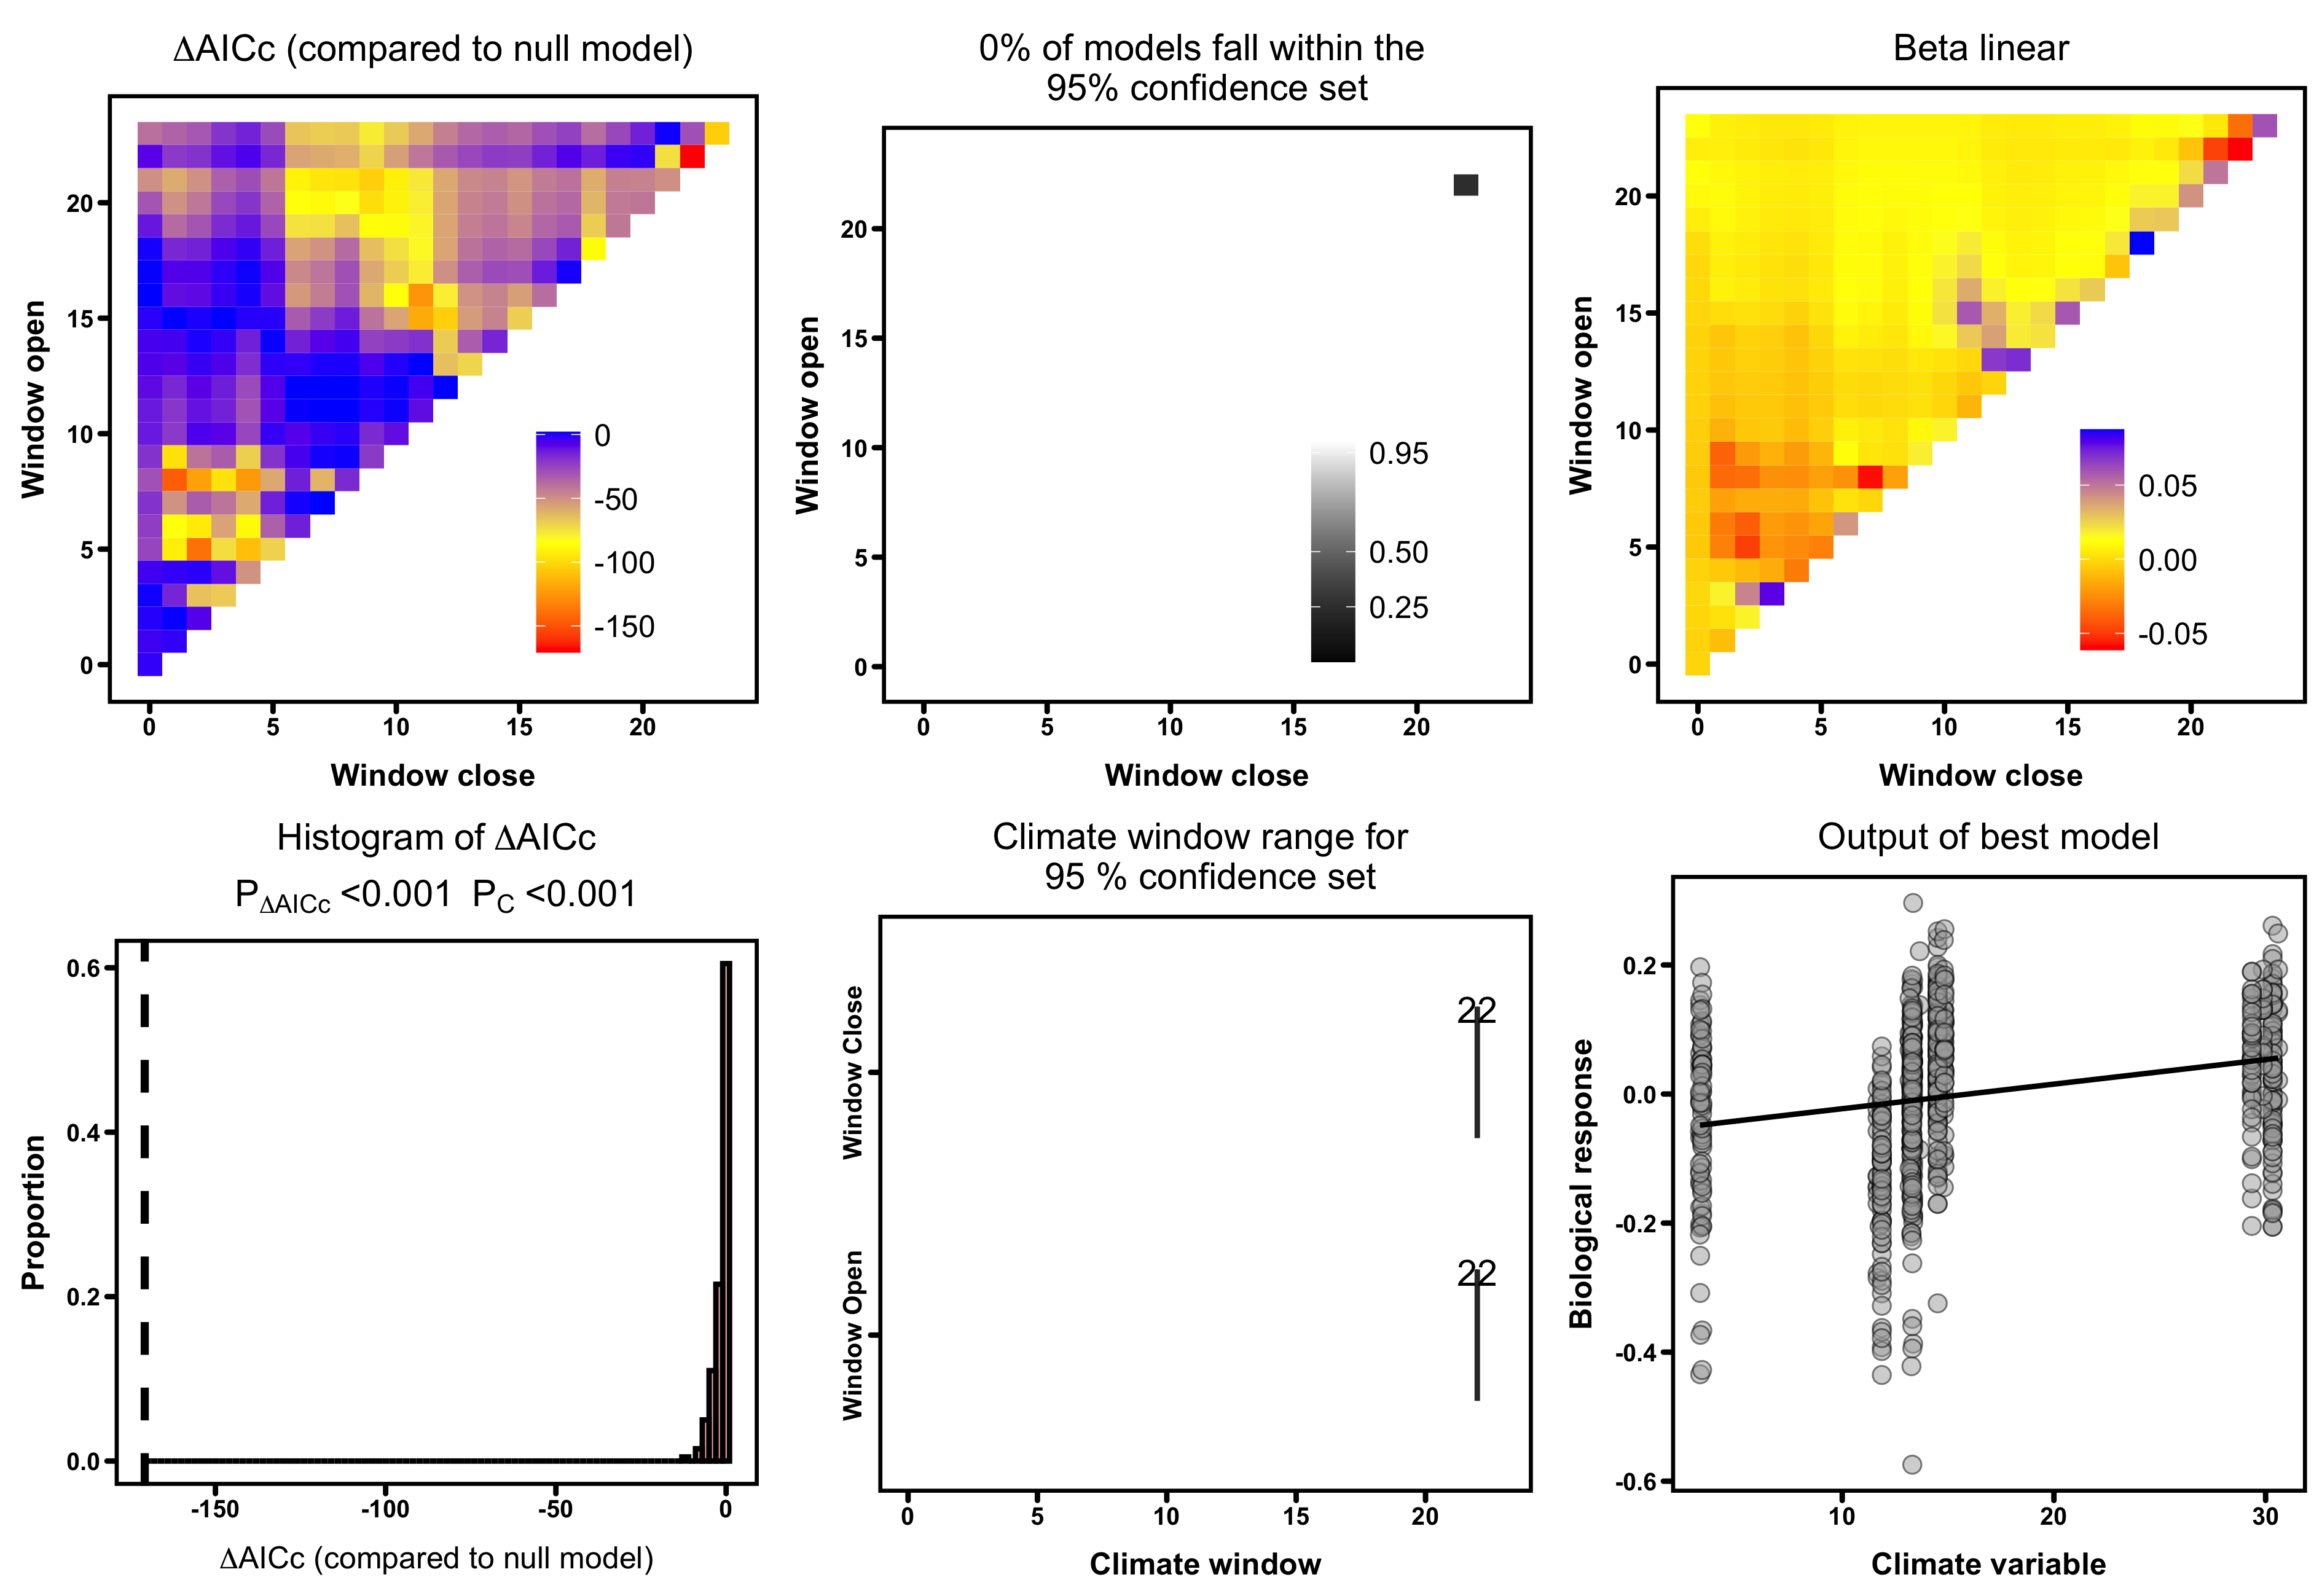 ΔAICc (compared to null model)
Window open
20
15
10
5
0
0
-50
-100
-150
0
5
10
15
20
Window close
0% of models fall within the
95% confidence set
Window open
20
15
10
5
0
0.95
0.50
0.25
0
5
10
15
20
Window close
Beta linear
Window open
20
15
10
5
0
0.05
0.00
-0.05
0
5
10
15
20
Window close
Histogram of ΔAICc
PΔAICc <0.001 PC <0.001
Proportion
0.6
0.4
0.2
0.0
-150
-100
-50
0
ΔAICc (compared to null model)
Climate window range for
95 % confidence set
Window Close
Window Open
22
22
0
5
10
15
20
Climate window
Output of best model
Biological response
0.2
0.0
-0.2
-0.4
-0.6
10
20
30
Climate variable